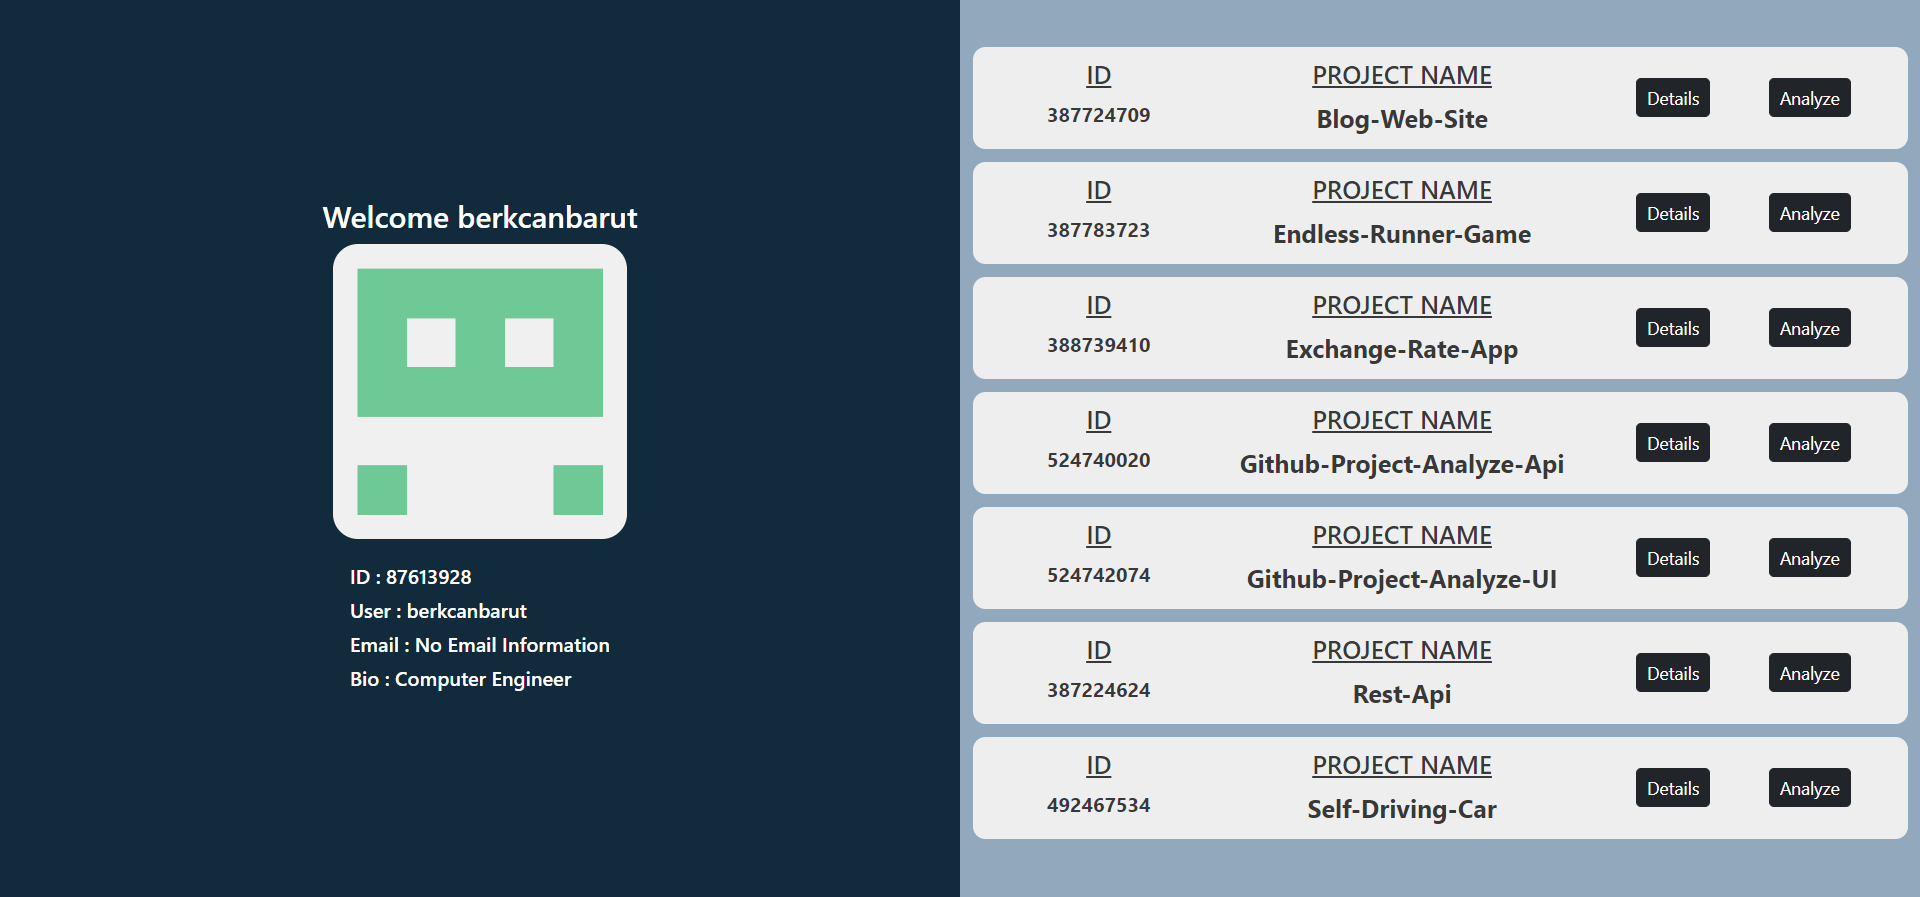 Welcome berkcanbarut
ID : 87613928
User : berkcanbarut
Email : No Email Information
Bio : Computer Engineer
ID PROJECT NAME
387724709 Blog-Web-Site
Details Analyze
ID PROJECT NAME
387783723 Endless-Runner-Game
Details Analyze
ID PROJECT NAME
388739410 Exchange-Rate-App
Details Analyze
ID PROJECT NAME
524740020 Github-Project-Analyze-Api
Details Analyze
ID PROJECT NAME
524742074 Github-Project-Analyze-UI
Details Analyze
ID PROJECT NAME
387224624 Rest-Api
Details Analyze
ID PROJECT NAME
492467534 Self-Driving-Car
Details Analyze